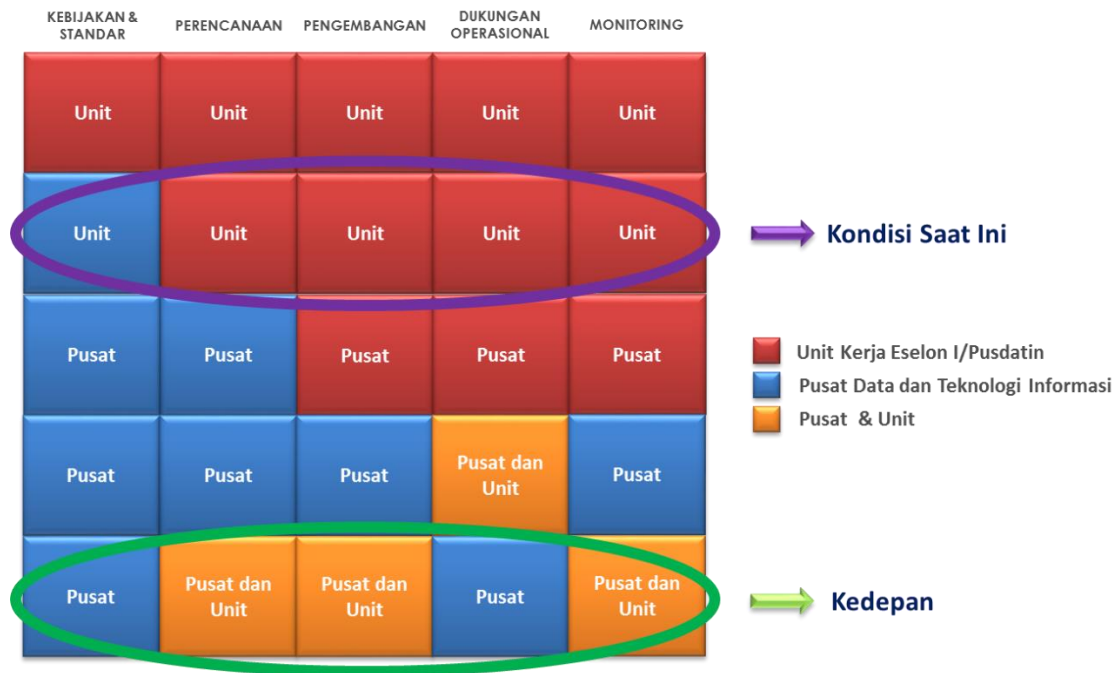 KEBIJAKAN &
STANDAR
PERENCANAAN
PENGEMBANGAN
DUKUNGAN
OPERASIONAL
MONITORING
Unit
Unit
Unit
Unit
Unit
Unit
Unit
Unit
Unit
Unit
Kondisi Saat Ini
Pusat
Pusat
Pusat
Pusat
Pusat
Unit Kerja Eselon I/Pusdatin
Pusat Data dan Teknologi Informasi
Pusat & Unit
Pusat
Pusat
Pusat
Pusat dan
Unit
Pusat
Pusat
Pusat dan
Unit
Pusat dan
Unit
Pusat
Pusat dan
Unit
Kedepan